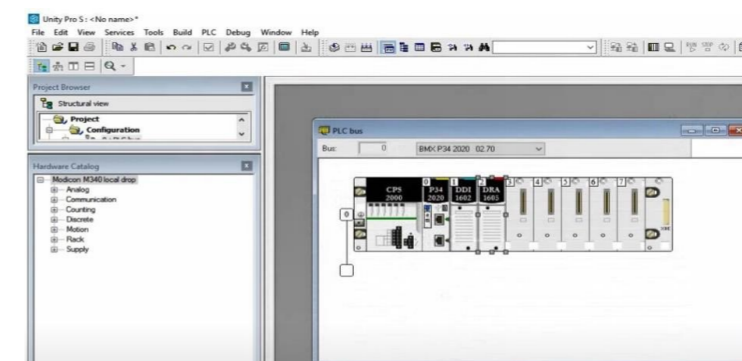 Unity Pro S : <No name>*
File Edit View Services Tools Build PLC Debug Window Help
Project Browser
Structural view
Project
Configuration
Hardware Catalog
Modicon M340 local drop
Analog
Communication
Counting
Discrete
Motion
Rack
Supply
PLC bus
Bus: 0 BMX P34 2020 02.70
0 1 2 3 4 5 6 7
CPS P34 DDI DRA
2000 2020 1602 1605
0